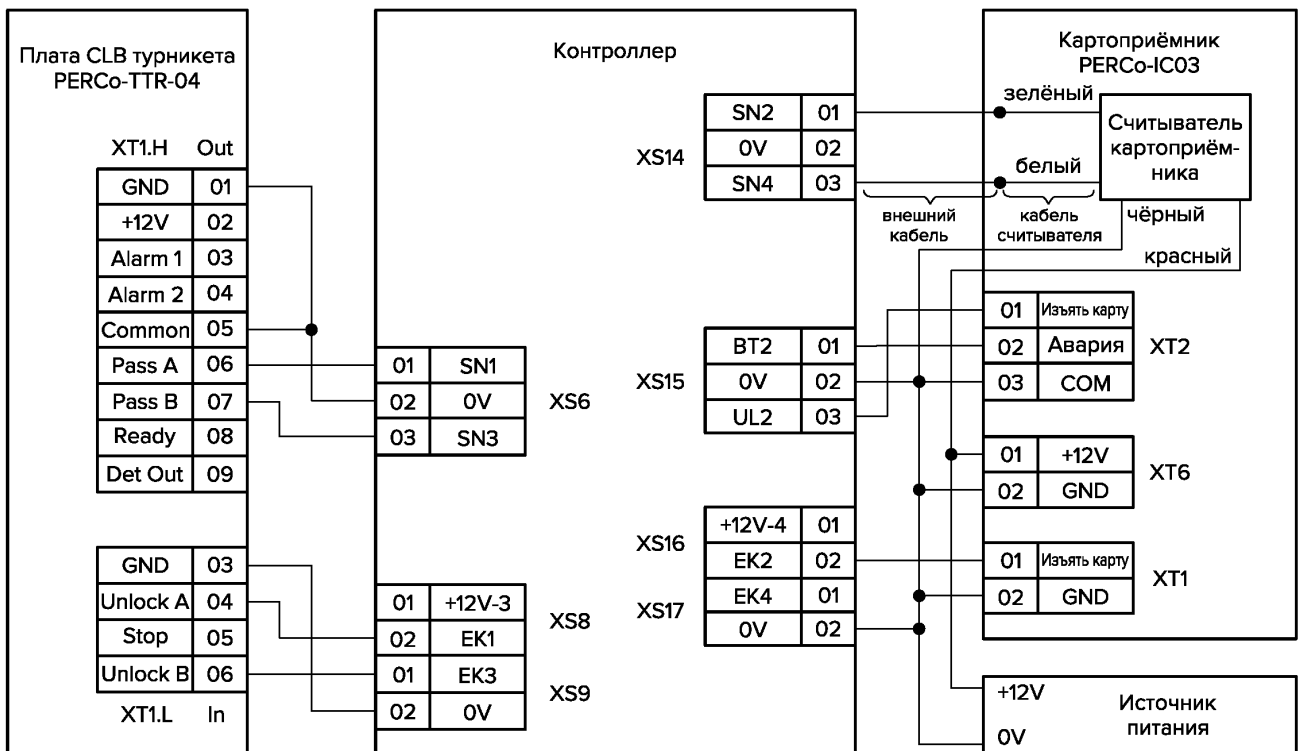 Плата CLB турникета
PERCo-TTR-04
XT1.H Out
GND 01
+12V 02
Alarm 1 03
Alarm 2 04
Common 05
Pass A 06
Pass B 07
Ready 08
Det Out 09
GND 03
Unlock A 04
Stop 05
Unlock B 06
XT1.L In
Контроллер
01 SN1
02 0V
03 SN3
XS6
01 +12V-3
02 EK1
XS8
01 EK3
02 0V
XS9
XS14
SN2 01
0V 02
SN4 03
XS15
BT2 01
0V 02
UL2 03
XS16
+12V-4 01
EK2 02
XS17
EK4 01
0V 02
внешний
кабель
кабель
считывателя
Картоприёмник
PERCo-IC03
зелёный
белый
чёрный
красный
Считыватель
картоприём-
ника
01 Изъять карту
02 Авария
03 COM
XT2
01 +12V
02 GND
XT6
01 Изъять карту
02 GND
XT1
+12V
0V
Источник
питания